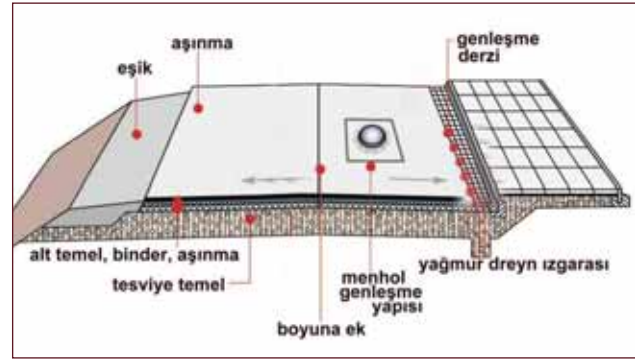 genleşme
derzi
aşınma
eşik
alt temel, binder, aşınma
tesviye temel
boyuna ek
menhol
genleşme
yapısı
yağmur dreyn ızgarası